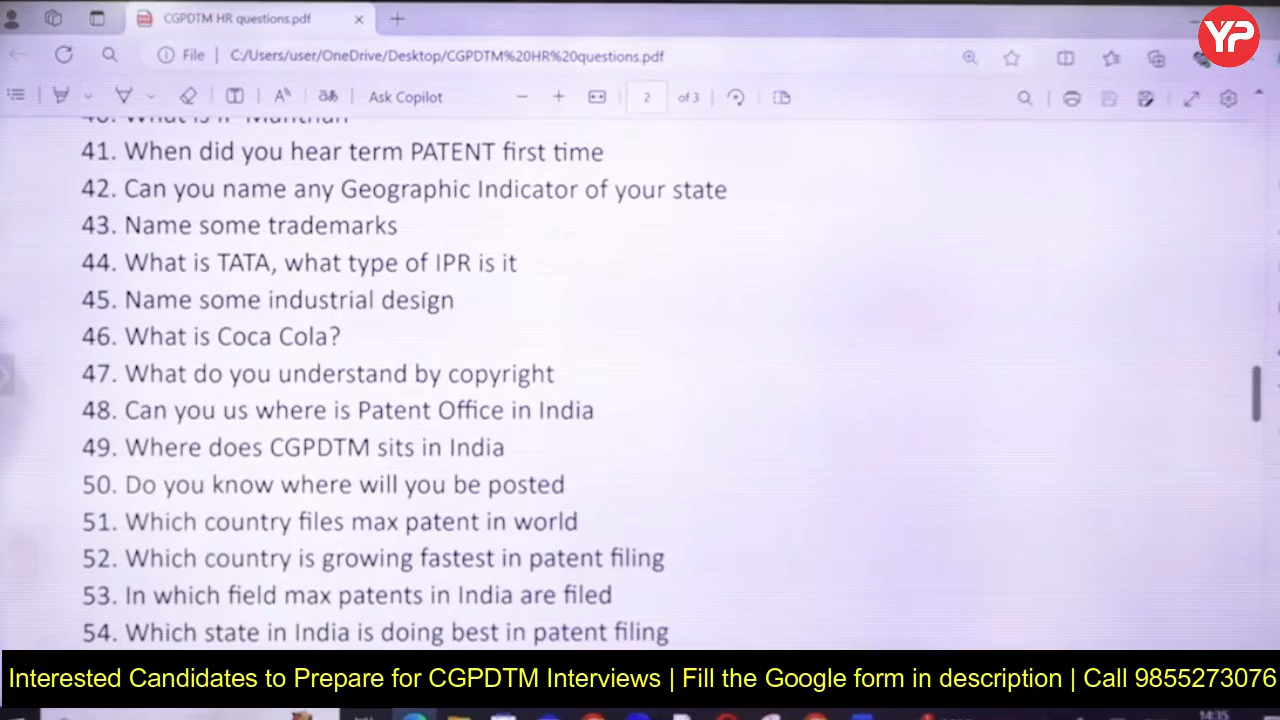 CGPDTM HR questions.pdf
YP
File | C:/Users/user/OneDrive/Desktop/CGPDTM%20HR%20questions.pdf
Ask Copilot 2 of 3
41. When did you hear term PATENT first time
42. Can you name any Geographic Indicator of your state
43. Name some trademarks
44. What is TATA, what type of IPR is it
45. Name some industrial design
46. What is Coca Cola?
47. What do you understand by copyright
48. Can you us where is Patent Office in India
49. Where does CGPDTM sits in India
50. Do you know where will you be posted
51. Which country files max patent in world
52. Which country is growing fastest in patent filing
53. In which field max patents in India are filed
54. Which state in India is doing best in patent filing
Interested Candidates to Prepare for CGPDTM Interviews | Fill the Google form in description | Call 9855273076